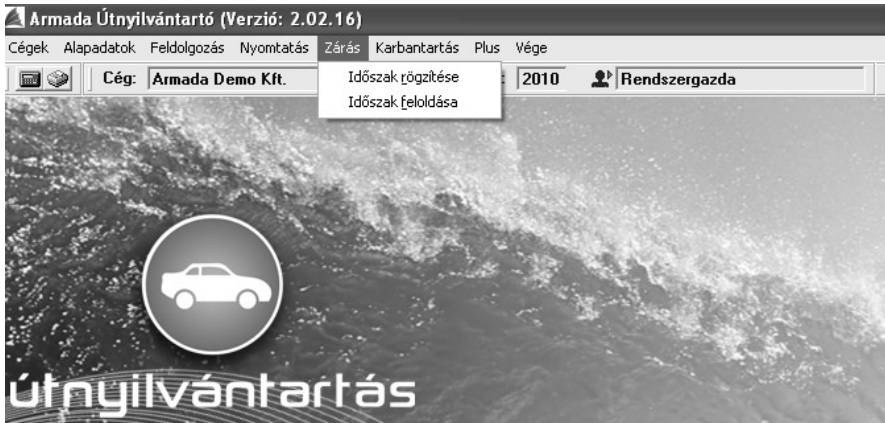 Armada Útnyilvántartó (Verzió: 2.02.16)
Cégek Alapadatok Feldolgozás Nyomtatás Zárás Karbantartás Plus Vége
Cég: Armada Demo Kft. : 2010 Rendszergazda
Időszak rögzítése
Időszak feloldása
útnyilvántartás